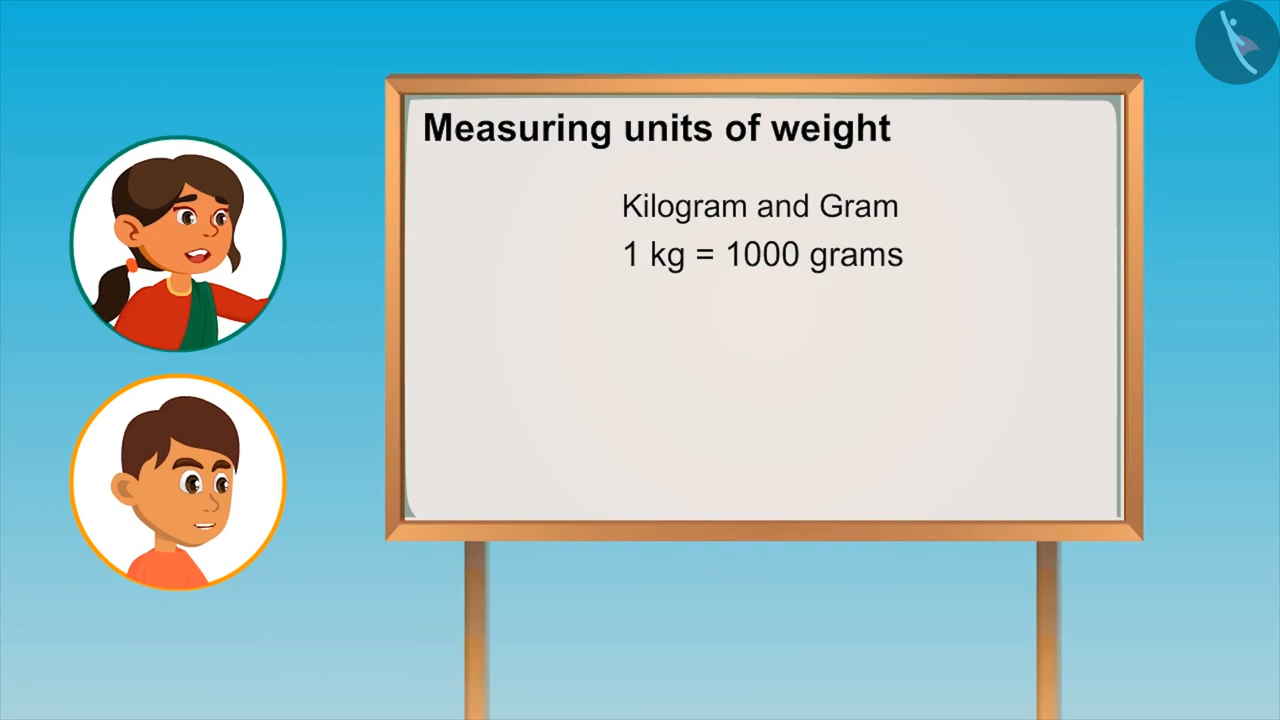 Measuring units of weight
Kilogram and Gram
1 kg = 1000 grams